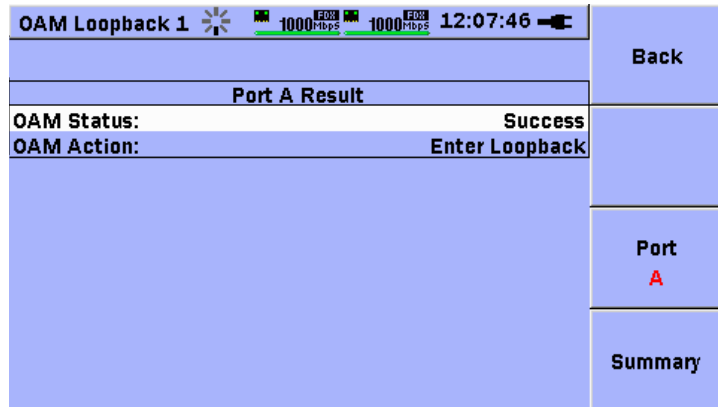 OAM Loopback 1 1000 FDX Mbps 1000 FDX Mbps 12:07:46
Back
Port A Result
OAM Status: Success
OAM Action: Enter Loopback
Port
A
Summary